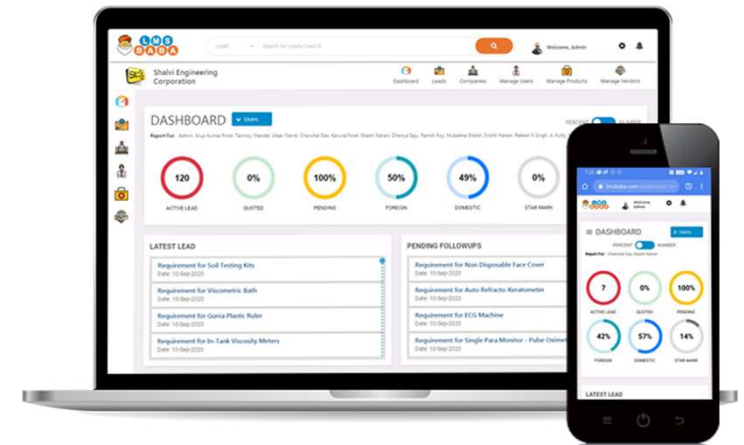 LMS
BABA
Lead
Search for Leads/Lead ID
Welcome, Admin
Shalvi Engineering
Corporation
Dashboard
Leads
Companies
Manage Users
Manage Products
Manage Vendors
DASHBOARD
Users
PERCENT
NUMBER
Report For:
120
0%
100%
50%
49%
0%
ACTIVE LEAD
QUOTED
PENDING
FOREIGN
DOMESTIC
STAR MARK
LATEST LEAD
Requirement for Soil Testing Kits
Date: 10-Sep-2020
Requirement for Viscometric Bath
Date: 10-Sep-2020
Requirement for Gunia Plastic Ruler
Date: 10-Sep-2020
Requirement for In-Tank Viscosity Meters
Date: 10-Sep-2020
PENDING FOLLOWUPS
Requirement for Non Disposable Face Cover
Date: 10-Sep-2020
Requirement for Auto Refracto-Keratometer
Date: 10-Sep-2020
Requirement for ECG Machine
Date: 10-Sep-2020
Requirement for Single Para Monitor - Pulse Oxime
Date: 10-Sep-2020
Welcome,
Admin
DASHBOARD
Users
PERCENT
NUMBER
Report For:
7
0%
100%
ACTIVE LEAD
QUOTED
PENDING
42%
57%
14%
FOREIGN
DOMESTIC
STAR MARK
LATEST LEAD